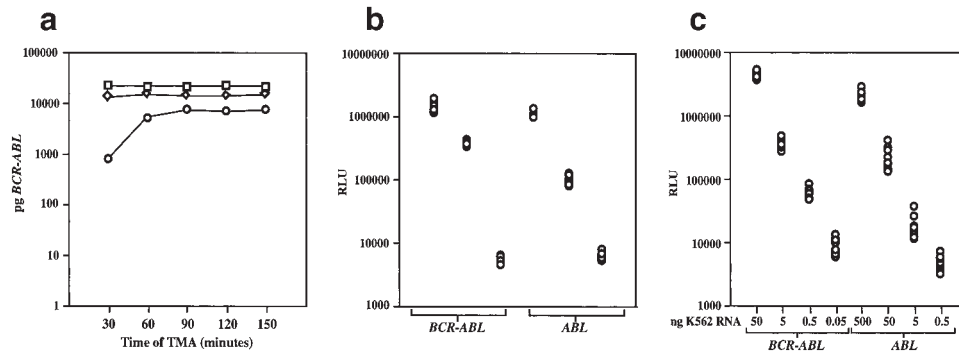 a
100000
10000
1000
100
10
1
pg BCR-ABL
30 60 90 120 150
Time of TMA (minutes)
b
10000000
1000000
100000
10000
1000
RLU
BCR-ABL ABL
c
10000000
1000000
100000
10000
1000
RLU
ng K562 RNA 50 5 0.5 0.05 500 50 5 0.5
BCR-ABL ABL